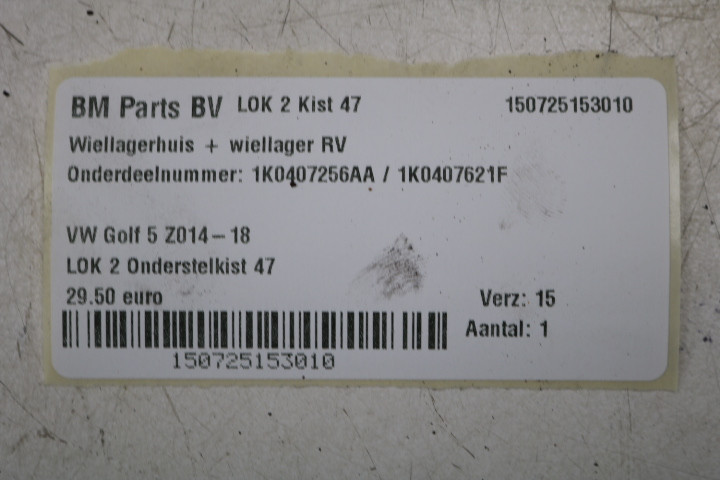 BM Parts BV LOK 2 Kist 47 150725153010
Wiellagerhuis + wiellager RV
Onderdeelnummer: 1K0407256AA / 1K0407621F
VW Golf 5 Z014-18
LOK 2 Onderstelkist 47
29.50 euro Verz: 15
Aantal: 1
150725153010